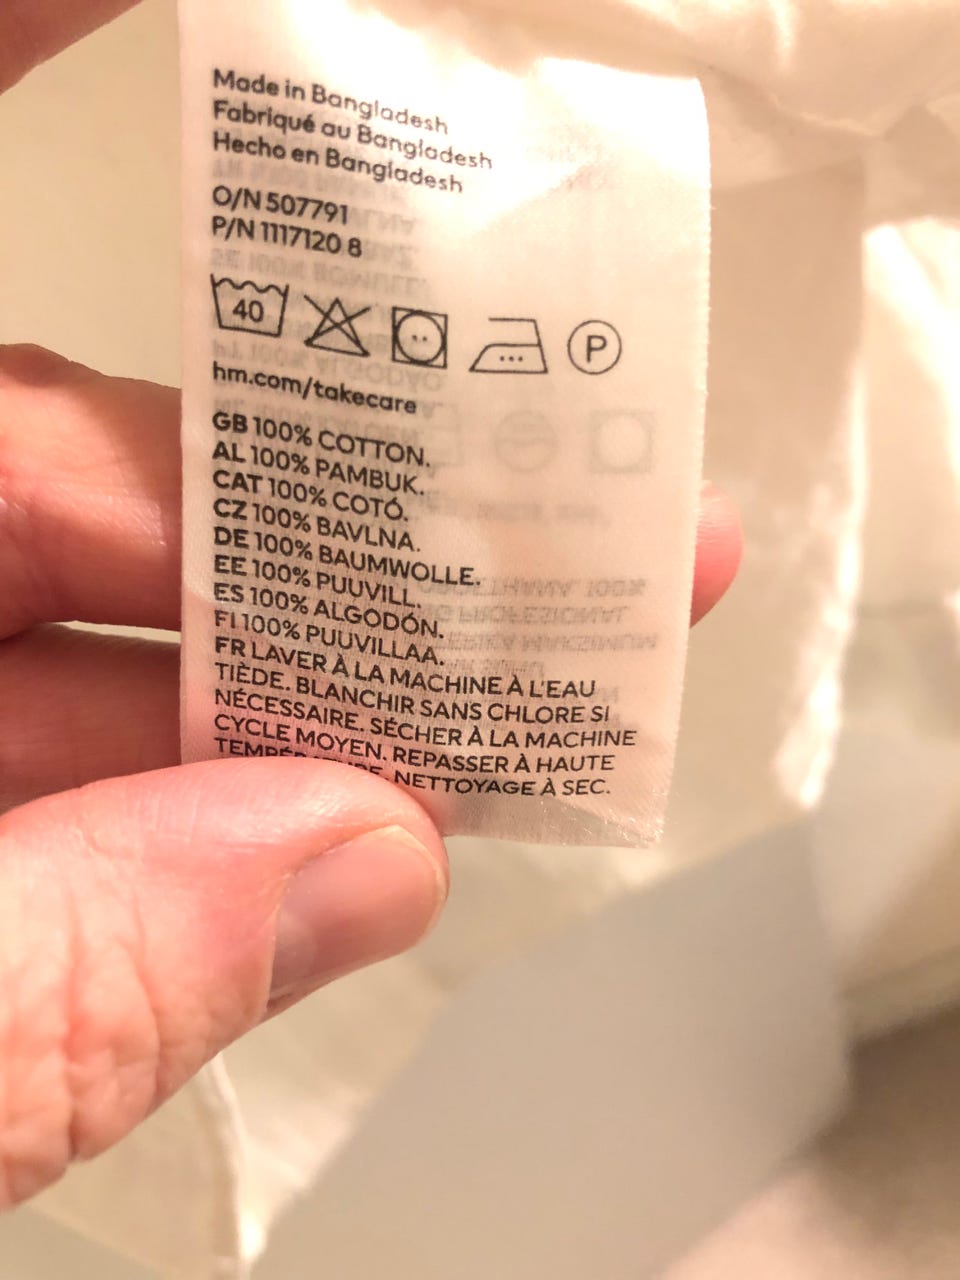 Made in Bangladesh
Fabriqué au Bangladesh
Hecho en Bangladesh
O/N 507791
P/N 1117120 8
40
P
hm.com/takecare
GB 100% COTTON.
AL 100% PAMBUK.
CAT 100% COTÓ.
CZ 100% BAVLNA.
DE 100% BAUMWOLLE.
EE 100% PUUVILL.
ES 100% ALGODÓN.
FI 100% PUUVILLAA.
FR LAVER À LA MACHINE À L'EAU
TIÈDE. BLANCHIR SANS CHLORE SI
NÉCESSAIRE. SÉCHER À LA MACHINE
CYCLE MOYEN. REPASSER À HAUTE
TEMPÉRATURE. NETTOYAGE À SEC.